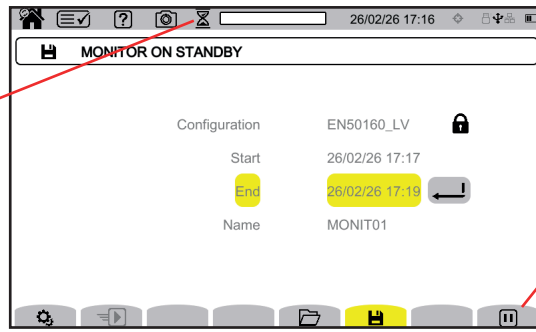 26/02/26 17:16
MONITOR ON STANDBY
Configuration EN50160_LV
Start 26/02/26 17:17
End 26/02/26 17:19
Name MONIT01